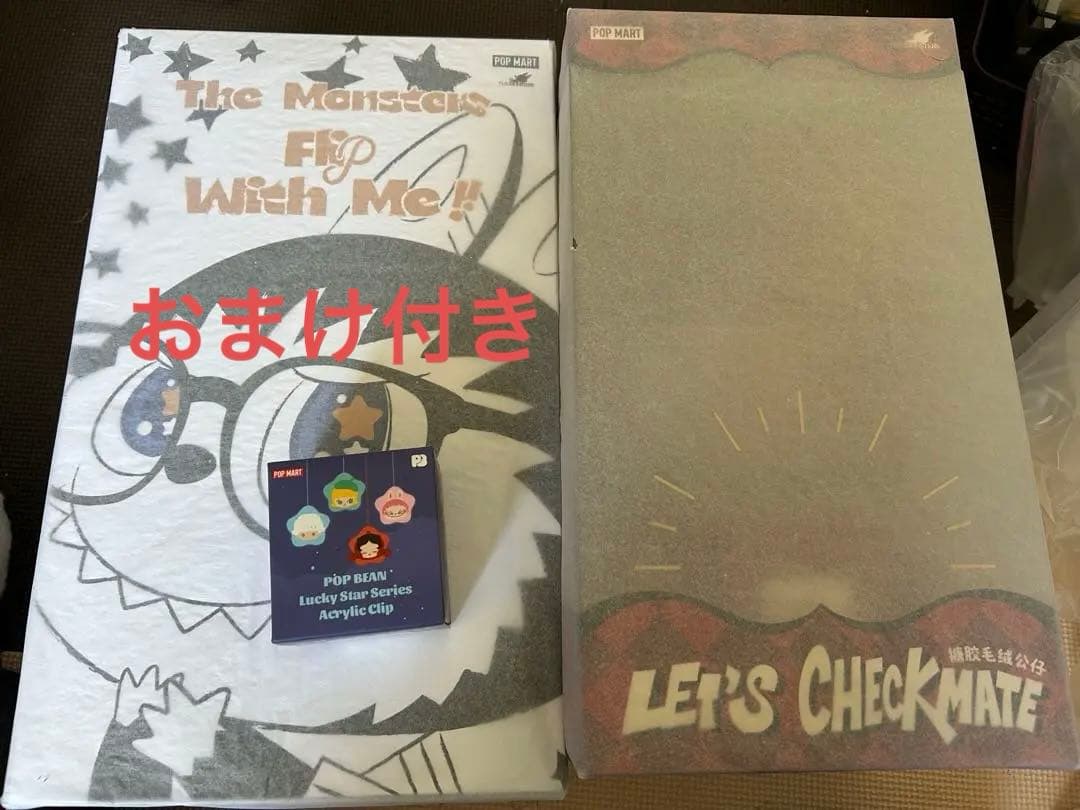 POP MART
The Monsters
Flip
With Me!!
おまけ付き
POP MART
POP BEAN
Lucky Star Series
Acrylic Clip
POP MART
搪胶毛绒公仔
LET'S CHECKMATE